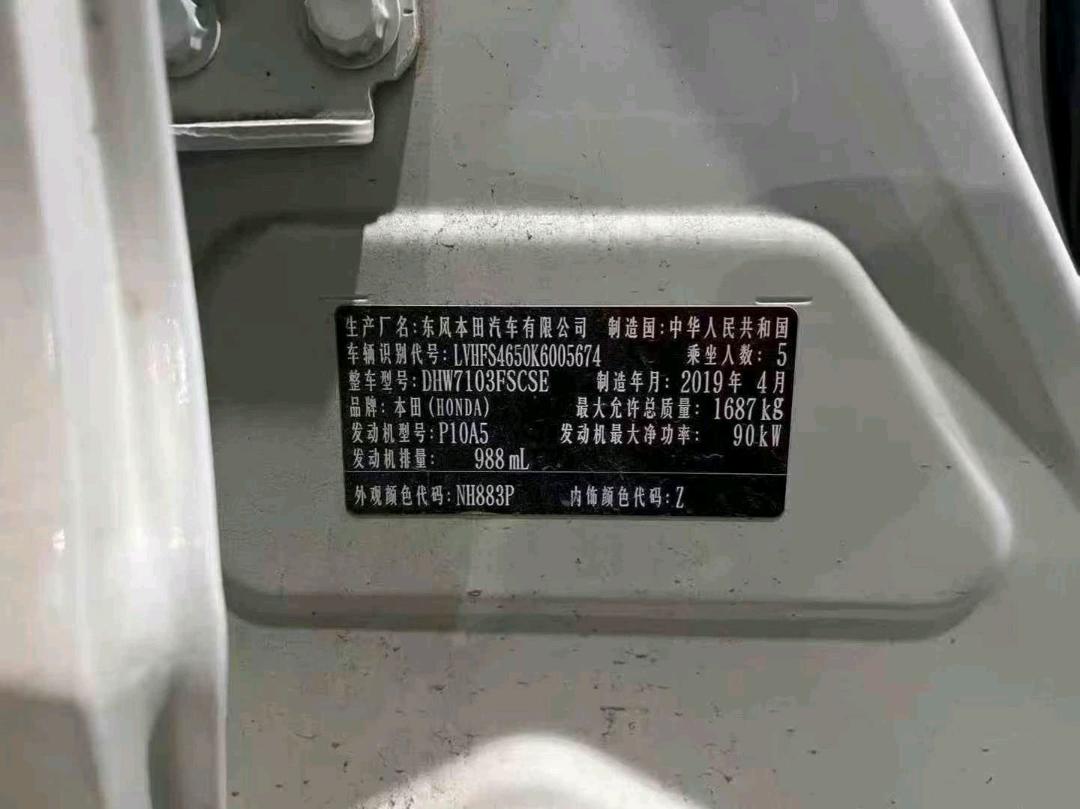 生产厂名:东风本田汽车有限公司 制造国:中华人民共和国
车辆识别代号:LVHFS4650K6005674 乘坐人数:5
整车型号:DHW7103FSCSE 制造年月:2019年4月
品牌:本田(HONDA) 最大允许总质量:1687kg
发动机型号:P10A5 发动机最大净功率:90kW
发动机排量:988mL
外观颜色代码:NH883P 内饰颜色代码:Z